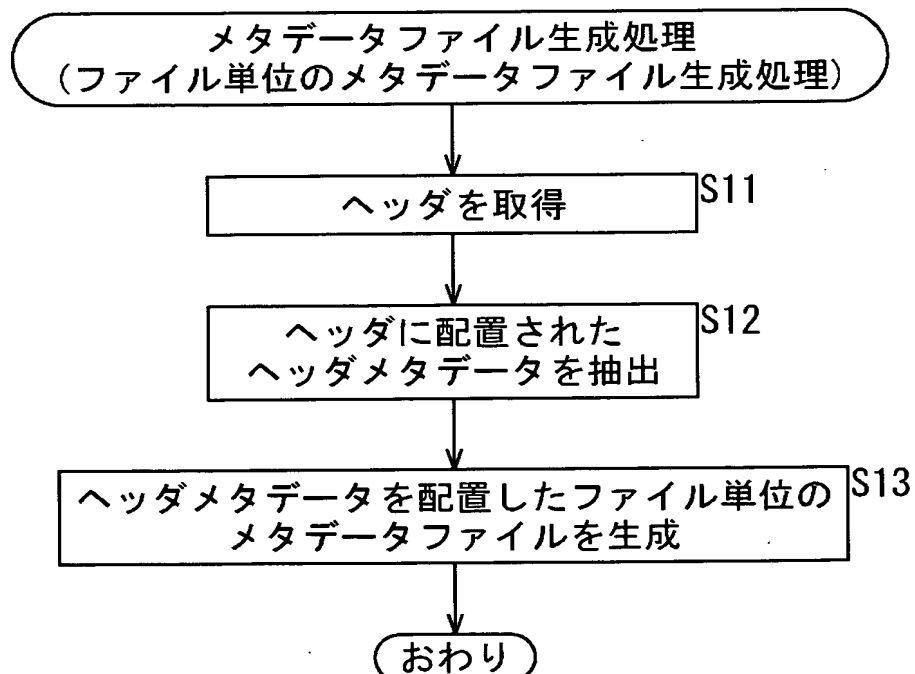 メタデータファイル生成処理
(ファイル単位のメタデータファイル生成処理)
ヘッダを取得
S11
ヘッダに配置された
ヘッダメタデータを抽出
S12
ヘッダメタデータを配置したファイル単位の
メタデータファイルを生成
S13
おわり